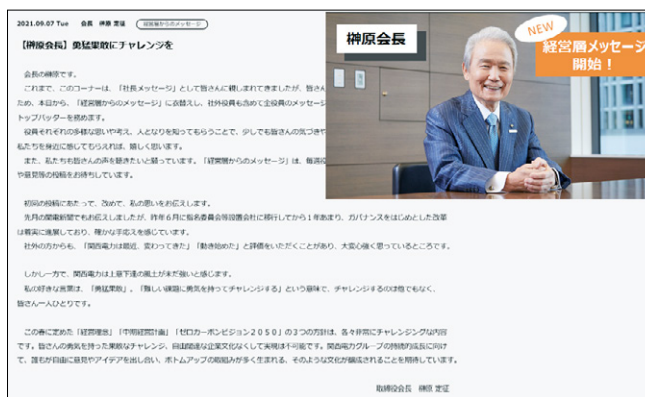 2021.09.07 Tue 会長 榊原 定征 経営層からのメッセージ
【榊原会長】勇猛果敢にチャレンジを
榊原会長
NEW
経営層メッセージ
開始！
会長の榊原です。
これまで、このコーナーは、「社長メッセージ」として皆さんに親しまれてきましたが、皆さん
ため、本日から、「経営層からのメッセージ」に衣替えし、社外役員も含めて全役員のメッセージ
トップバッターを務めます。
役員それぞれの多様な思いや考え、人となりを知ってもらうことで、少しでも皆さんの気づきや
私たちを身近に感じてもらえれば、嬉しく思います。
また、私たちも皆さんの声を聴きたいと願っています。「経営層からのメッセージ」は、毎週役
や意見等の投稿をお待ちしています。
初回の投稿にあたって、改めて、私の思いをお伝えします。
先月の関電新聞でもお伝えしましたが、昨年６月に指名委員会等設置会社に移行してから１年あまり、ガバナンスをはじめとした改革
は着実に進展しており、確かな手応えを感じています。
社外の方からも、「関西電力は最近、変わってきた」「動き始めた」と評価をいただくことがあり、大変心強く思っているところです。
しかし一方で、関西電力は上意下達の風土が未だ強いと感じます。
私の好きな言葉は、「勇猛果敢」、「難しい課題に勇気を持ってチャレンジする」という意味で、チャレンジするのは他でもなく、
皆さん一人ひとりです。
この春に定めた「経営理念」「中期経営計画」「ゼロカーボンビジョン２０５０」の３つの方針は、各々非常にチャレンジングな内容
です。皆さんの勇気を持った果敢なチャレンジ、自由闊達な企業文化なくして実現は不可能です。関西電力グループの持続的成長に向け
て、誰もが自由に意見やアイデアを出し合い、ボトムアップの取組みが多く生まれる、そのような文化が醸成されることを期待しています。
取締役会長 榊原 定征